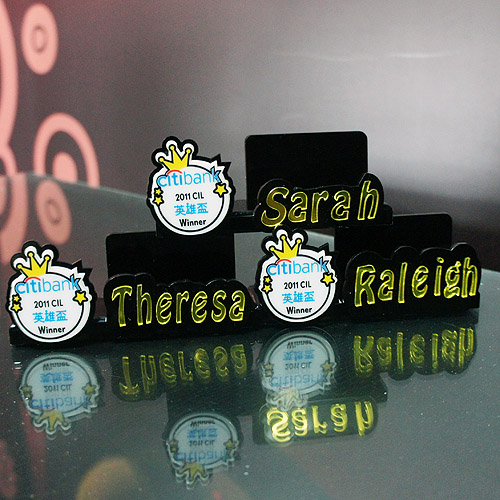 citibank
2011 CIL
英雄盃
Winner
Sarah
citibank
2011 CIL
英雄盃
Winner
Theresa
citibank
2011 CIL
英雄盃
Winner
Raleigh